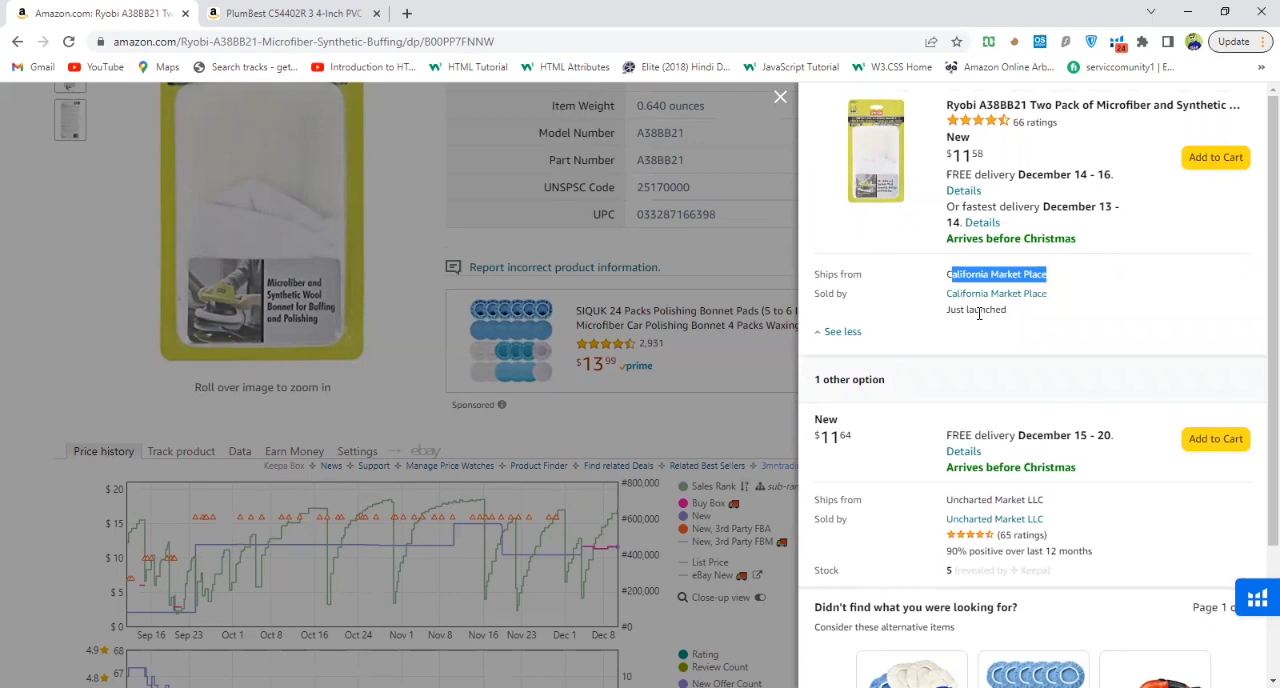 Amazon.com: Ryobi A38BB21 Tw
PlumBest C54402R 3 4-Inch PVC
amazon.com/Ryobi-A38BB21-Microfiber-Synthetic-Buffing/dp/B00PP7FNNW
24
Update
Gmail
YouTube
Maps
Search tracks - get...
Introduction to HT...
HTML Tutorial
HTML Attributes
Elite (2018) Hindi D...
JavaScript Tutorial
W3.CSS Home
Amazon Online Arb...
serviccomunity1 | E...
Item Weight 0.640 ounces
Model Number A38BB21
Part Number A38BB21
UNSPSC Code 25170000
UPC 033287166398
Microfiber and
Synthetic Wool
Bonnet for Buffing
and Polishing
Roll over image to zoom in
Report incorrect product information.
SIQUK 24 Packs Polishing Bonnet Pads (5 to 6 I
Microfiber Car Polishing Bonnet 4 Packs Waxing
2,931
$13.99 prime
Sponsored
Price history Track product Data Earn Money Settings ebay
Keepa Box News Support Manage Price Watches Product Finder Find related Deals Related Best Sellers 3mntradi
$ 20
$ 15
$ 10
$ 5
$ 0
#800,000
#600,000
#400,000
#200,000
#0
Sep 16 Sep 23 Oct 1 Oct 8 Oct 16 Oct 24 Nov 1 Nov 8 Nov 16 Nov 23 Dec 1 Dec 8
Sales Rank sub-ran
Buy Box
New
New, 3rd Party FBA
New, 3rd Party FBM
List Price
eBay New
Close-up view
4.9 68
4.8 67
10
Rating
Review Count
New Offer Count
Ryobi A38BB21 Two Pack of Microfiber and Synthetic ...
66 ratings
New
$11.58
Add to Cart
FREE delivery December 14 - 16.
Details
Or fastest delivery December 13 -
14. Details
Arrives before Christmas
Ships from California Market Place
Sold by California Market Place
Just launched
See less
1 other option
New
$11.64
FREE delivery December 15 - 20.
Add to Cart
Details
Arrives before Christmas
Ships from Uncharted Market LLC
Sold by Uncharted Market LLC
(65 ratings)
90% positive over last 12 months
Stock 5 (revealed by Keepa)
Didn't find what you were looking for? Page 1
Consider these alternative items